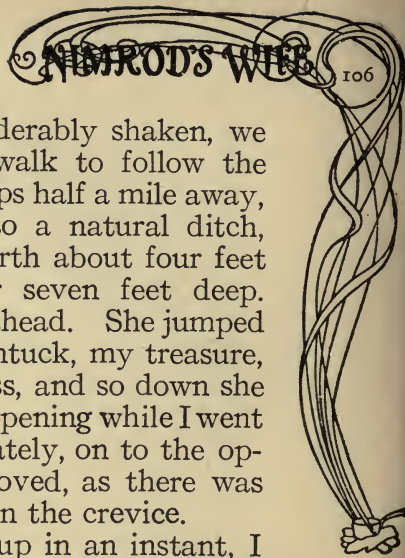 NIMROD'S WIFE
106
derably shaken, we
walk to follow the
ps half a mile away,
o a natural ditch,
rth about four feet
seven feet deep.
head. She jumped
ntuck, my treasure,
ss, and so down she
pening while I went
ately, on to the op-
oved, as there was
n the crevice.
up in an instant, I